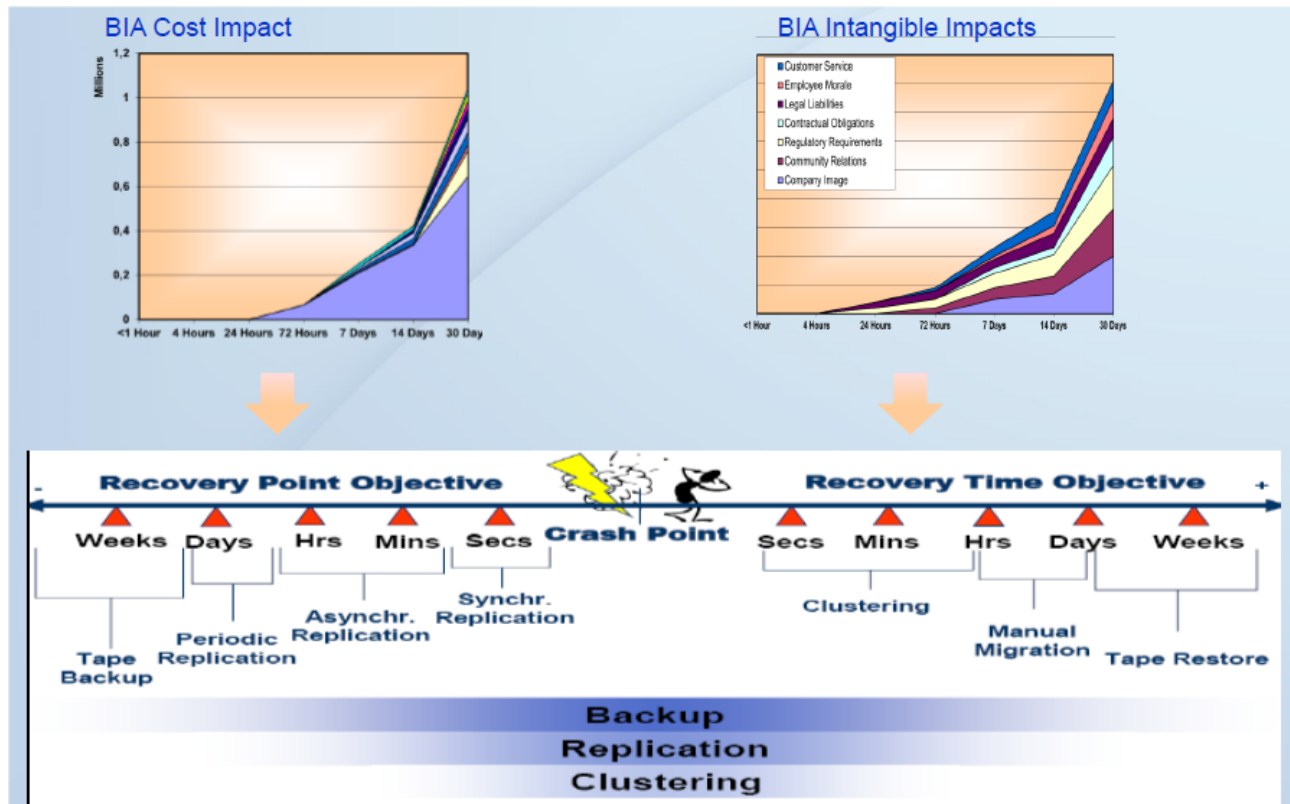 BIA Cost Impact
Millions
1,2
1
0,8
0,6
0,4
0,2
0
<1 Hour 4 Hours 24 Hours 72 Hours 7 Days 14 Days 30 Day
BIA Intangible Impacts
Customer Service
Employee Morale
Legal Liabilities
Contractual Obligations
Regulatory Requirements
Community Relations
Company Image
<1 Hour 4 Hours 24 Hours 72 Hours 7 Days 14 Days 30 Days
- Recovery Point Objective
Recovery Time Objective +
Crash Point
Weeks Days Hrs Mins Secs
Secs Mins Hrs Days Weeks
Tape
Backup
Periodic
Replication
Asynchr.
Replication
Synchr.
Replication
Clustering
Manual
Migration
Tape Restore
Backup
Replication
Clustering